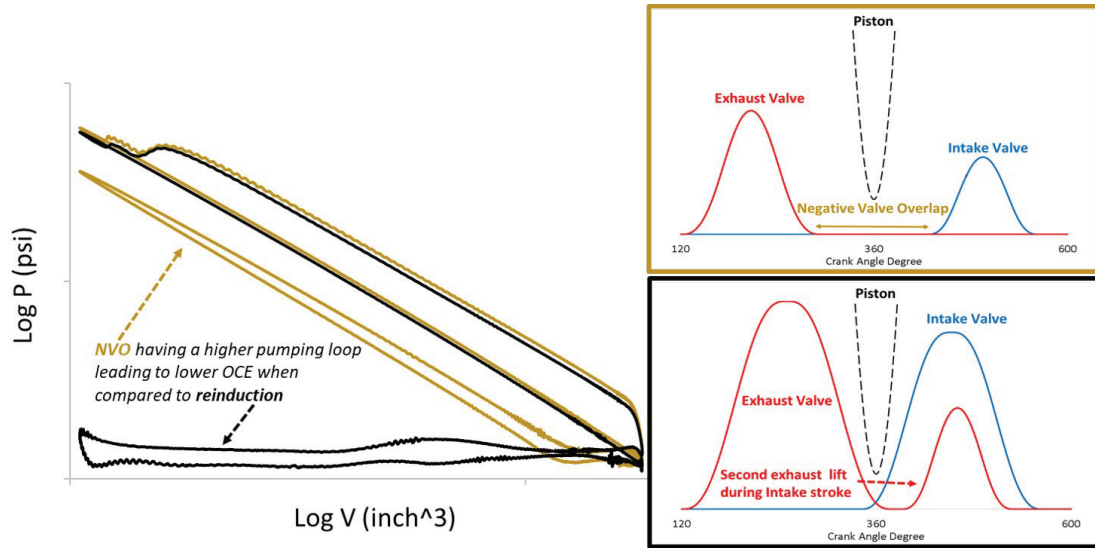 Log P (psi)
NVO having a higher pumping loop
leading to lower OCE when
compared to reinduction
Log V (inch^3)
Piston
Exhaust Valve
Intake Valve
Negative Valve Overlap
120
360
600
Crank Angle Degree
Piston
Intake Valve
Exhaust Valve
Second exhaust lift
during Intake stroke
120
360
600
Crank Angle Degree